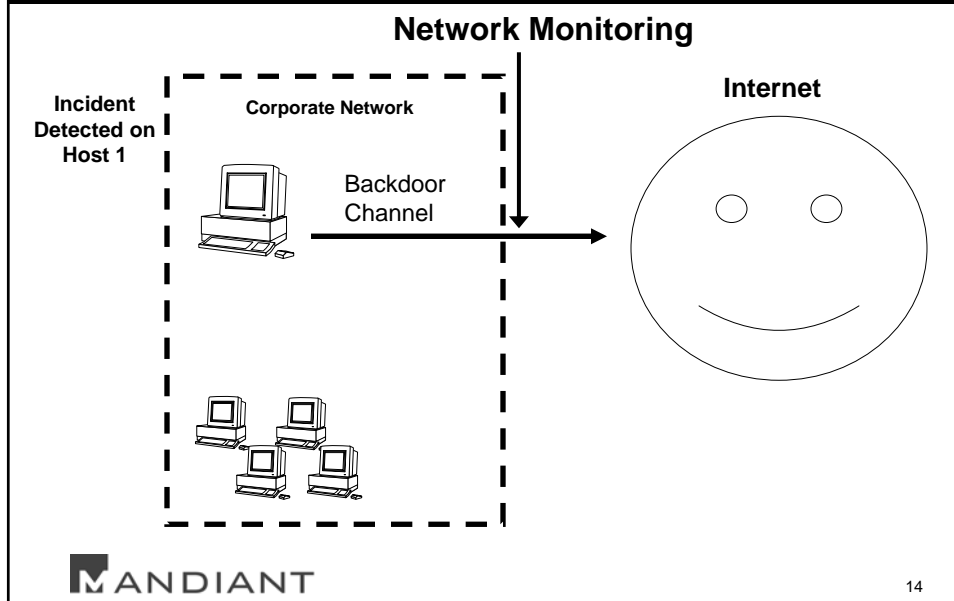 Network Monitoring
Incident
Detected on
Host 1
Corporate Network
Internet
Backdoor
Channel
MANDIANT
14